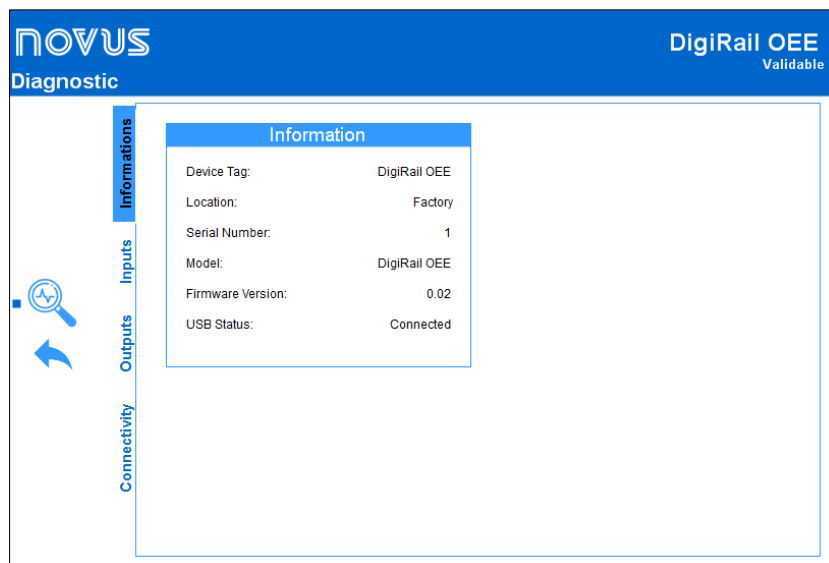 NOVUS
DigiRail OEE
Validable
Diagnostic
Informations
Inputs
Outputs
Connectivity
Information
Device Tag: DigiRail OEE
Location: Factory
Serial Number: 1
Model: DigiRail OEE
Firmware Version: 0.02
USB Status: Connected